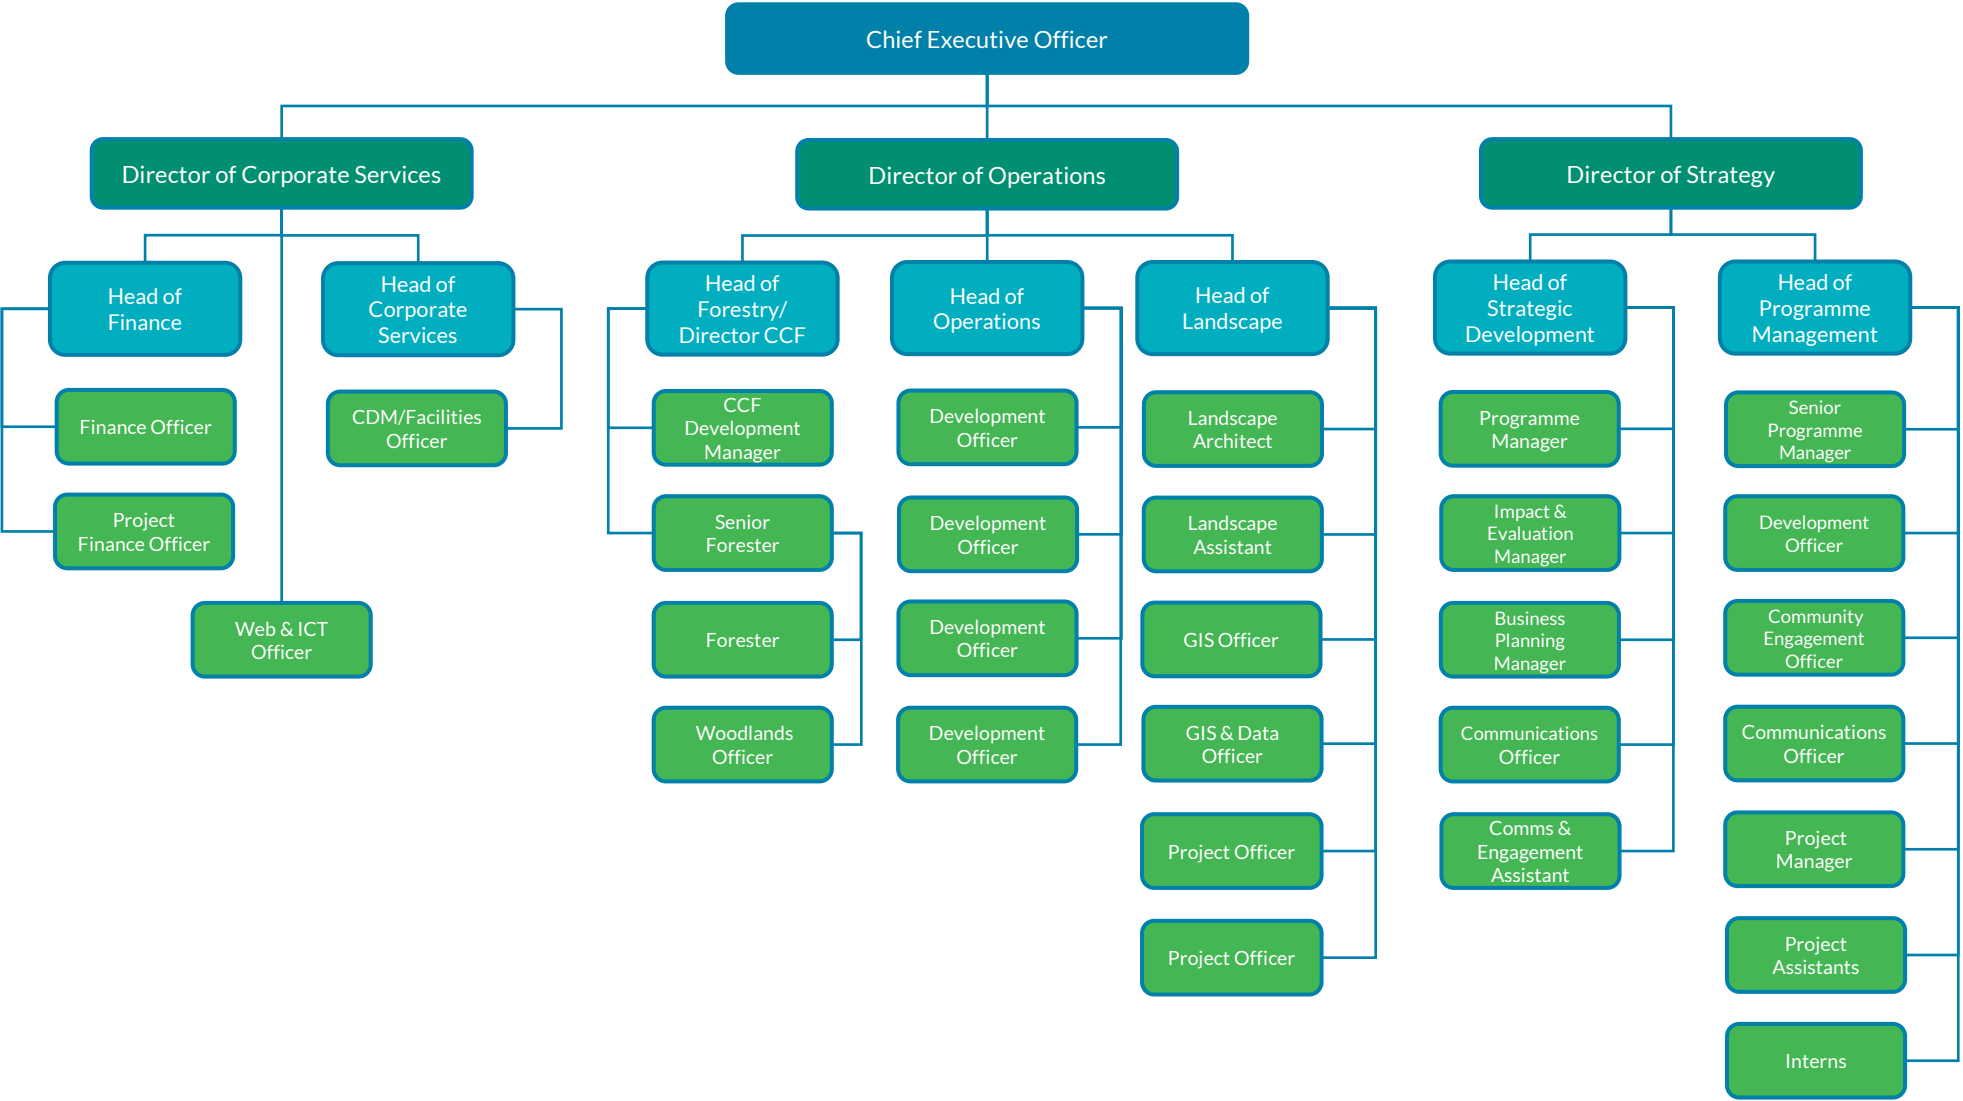 Chief Executive Officer
Director of Corporate Services
Director of Operations
Director of Strategy
Head of
Finance
Head of
Corporate
Services
Head of
Forestry/
Director CCF
Head of
Operations
Head of
Landscape
Head of
Strategic
Development
Head of
Programme
Management
Finance Officer
Project
Finance Officer
CDM/Facilities
Officer
Web & ICT
Officer
CCF
Development
Manager
Senior
Forester
Forester
Woodlands
Officer
Development
Officer
Development
Officer
Development
Officer
Development
Officer
Landscape
Architect
Landscape
Assistant
GIS Officer
GIS & Data
Officer
Project Officer
Project Officer
Programme
Manager
Impact &
Evaluation
Manager
Business
Planning
Manager
Communications
Officer
Comms &
Engagement
Assistant
Senior
Programme
Manager
Development
Officer
Community
Engagement
Officer
Communications
Officer
Project
Manager
Project
Assistants
Interns